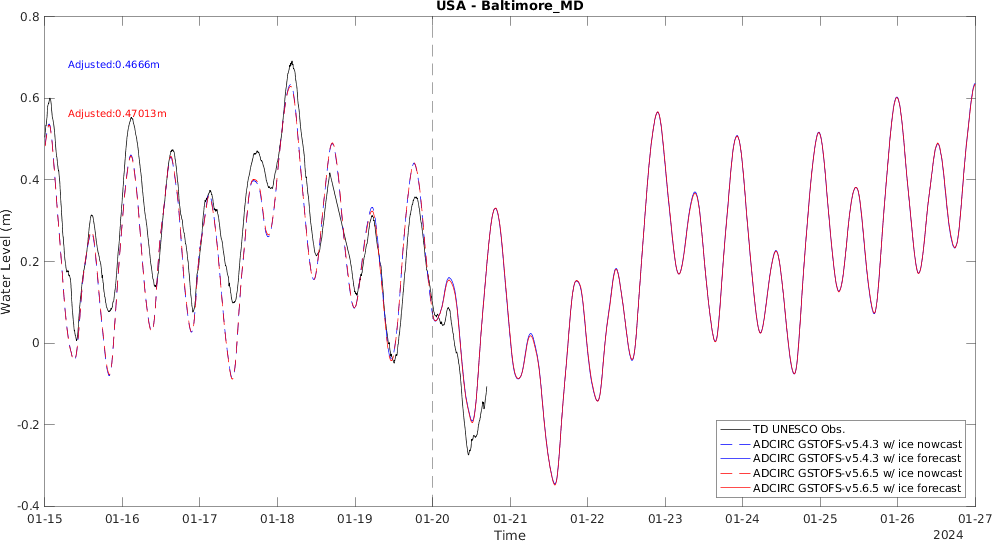 USA - Baltimore_MD
0.8
0.6
0.4
0.2
0
-0.2
-0.4
Water Level (m)
Adjusted:0.4666m
Adjusted:0.47013m
TD UNESCO Obs.
ADCIRC GSTOFS-v5.4.3 w/ ice nowcast
ADCIRC GSTOFS-v5.4.3 w/ ice forecast
ADCIRC GSTOFS-v5.6.5 w/ ice nowcast
ADCIRC GSTOFS-v5.6.5 w/ ice forecast
01-15 01-16 01-17 01-18 01-19 01-20 01-21 01-22 01-23 01-24 01-25 01-26 01-27
Time
2024